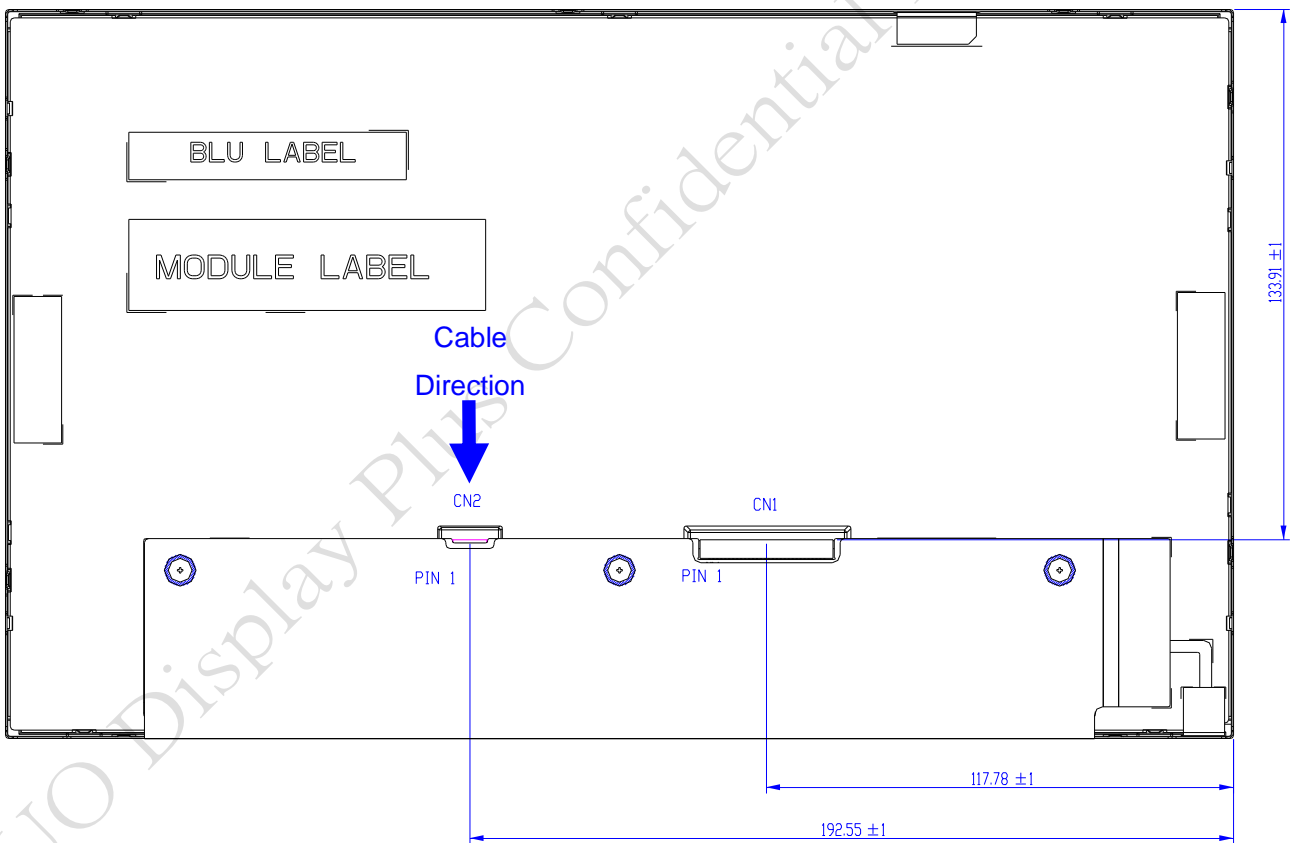 BLU LABEL
MODULE LABEL
133.91 ±1
Cable
Direction
CN2
CN1
PIN 1
PIN 1
117.78 ±1
192.55 ±1
UO Display Plus Confidential